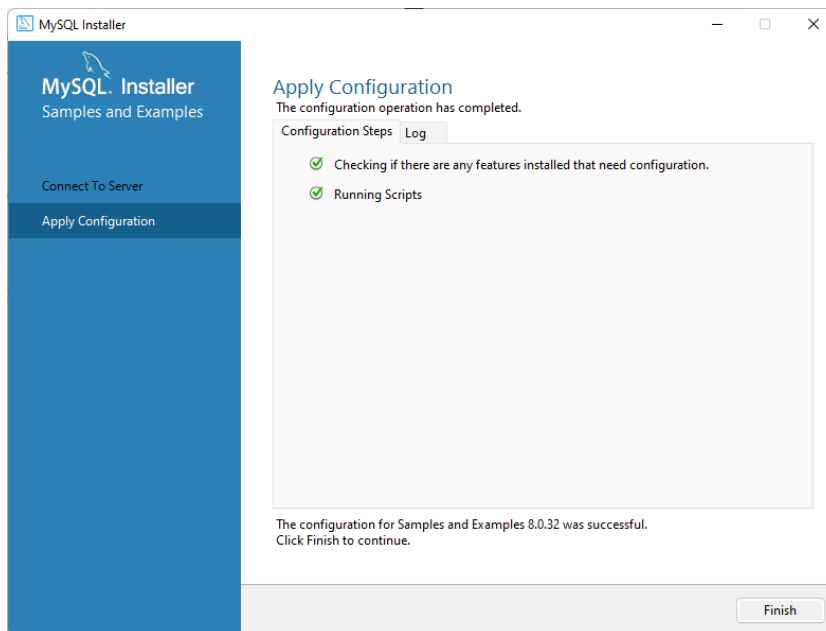 MySQL Installer
MySQL. Installer
Samples and Examples
Connect To Server
Apply Configuration
Apply Configuration
The configuration operation has completed.
Configuration Steps Log
Checking if there are any features installed that need configuration.
Running Scripts
The configuration for Samples and Examples 8.0.32 was successful.
Click Finish to continue.
Finish